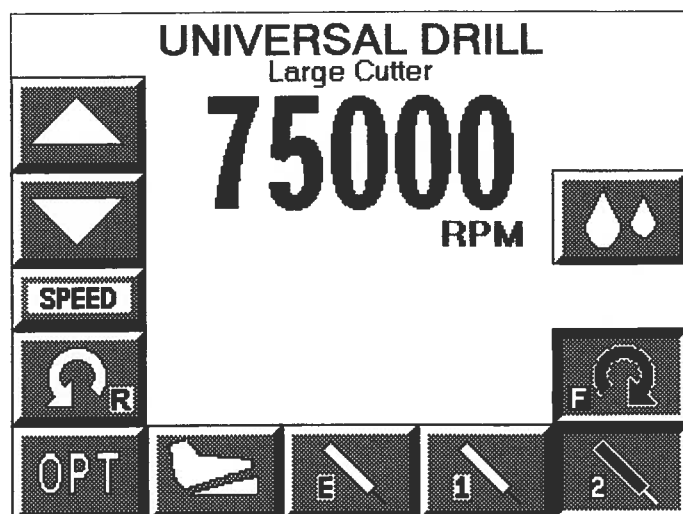 UNIVERSAL DRILL
Large Cutter
75000
RPM
SPEED
R
F
OPT
E
1
2